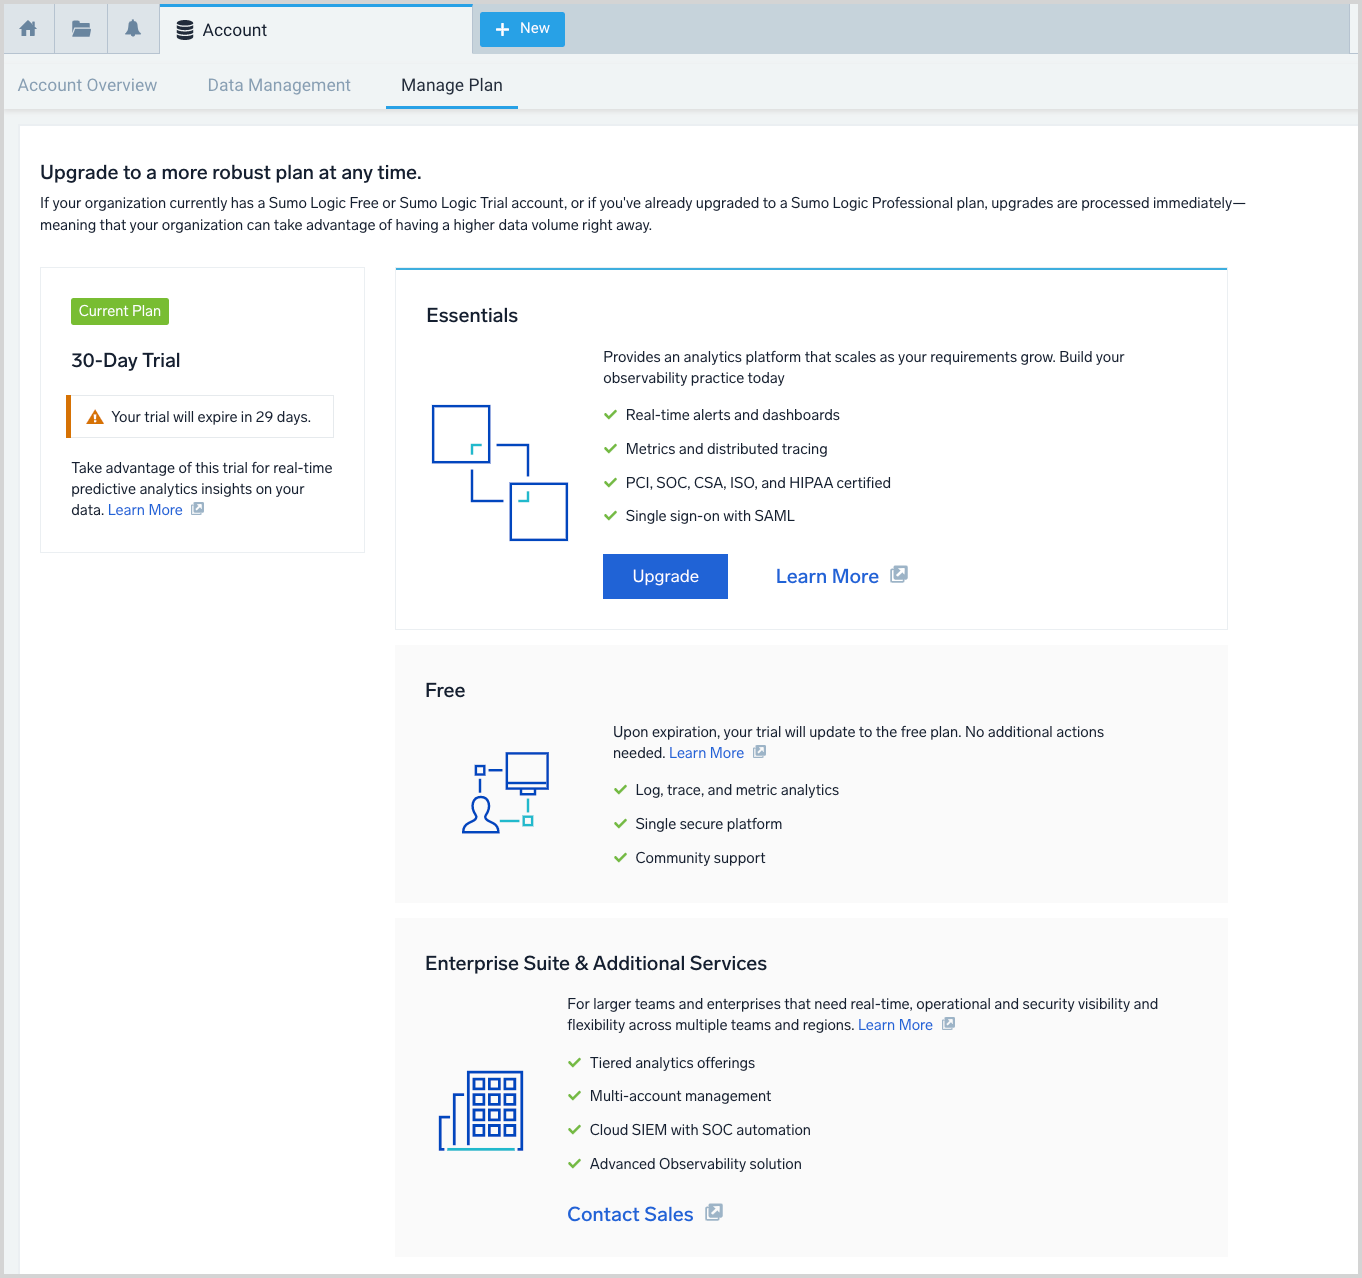 Account
New
Account Overview
Data Management
Manage Plan
Upgrade to a more robust plan at any time.
If your organization currently has a Sumo Logic Free or Sumo Logic Trial account, or if you've already upgraded to a Sumo Logic Professional plan, upgrades are processed immediately—
meaning that your organization can take advantage of having a higher data volume right away.
Current Plan
30-Day Trial
Your trial will expire in 29 days.
Take advantage of this trial for real-time
predictive analytics insights on your
data. Learn More
Essentials
Provides an analytics platform that scales as your requirements grow. Build your
observability practice today
Real-time alerts and dashboards
Metrics and distributed tracing
PCI, SOC, CSA, ISO, and HIPAA certified
Single sign-on with SAML
Upgrade
Learn More
Free
Upon expiration, your trial will update to the free plan. No additional actions
needed. Learn More
Log, trace, and metric analytics
Single secure platform
Community support
Enterprise Suite & Additional Services
For larger teams and enterprises that need real-time, operational and security visibility and
flexibility across multiple teams and regions. Learn More
Tiered analytics offerings
Multi-account management
Cloud SIEM with SOC automation
Advanced Observability solution
Contact Sales